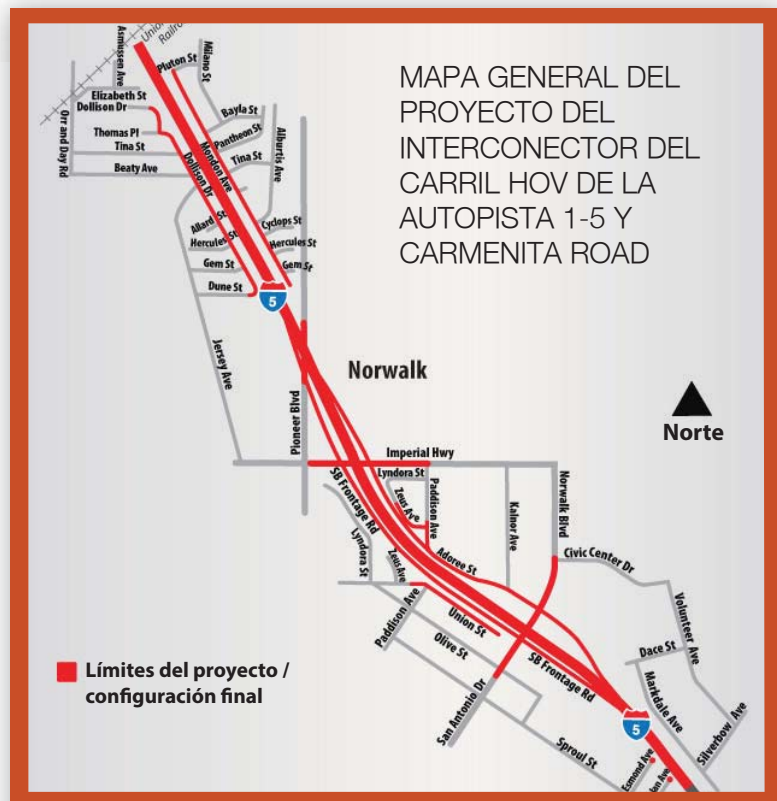 MAPA GENERAL DEL
PROYECTO DEL
INTERCONECTOR DEL
CARRIL HOV DE LA
AUTOPISTA 1-5 Y
CARMENITA ROAD
Union
Railro
Asmussen Ave
Milano St
Pluton St
Elizabeth St
Dollison Dr
Orr and Day Rd
Bayla St
Thomas Pl
Pantheon St
Alburtis Ave
Tina St
Tina St
Beaty Ave
Mondon Ave
Dollison Dr
Allard St
Cyclops St
Hercules St
Hercules St
Gem St
Gem St
Dune St
5
Jersey Ave
Norwalk
Pioneer Blvd
Norte
Imperial Hwy
SB Frontage Rd
Lyndora St
Zeus Ave
Paddison Ave
Kalnor Ave
Norwalk Blvd
Lyndora St
Zeus Ave
Adoree St
Civic Center Dr
Paddison Ave
Union St
Volunteer Ave
Olive St
Dace St
SB Frontage Rd
Límites del proyecto /
configuración final
San Antonio Dr
Markdale Ave
Silverbow Ave
5
Sproul St
Esmond Ave
Ave